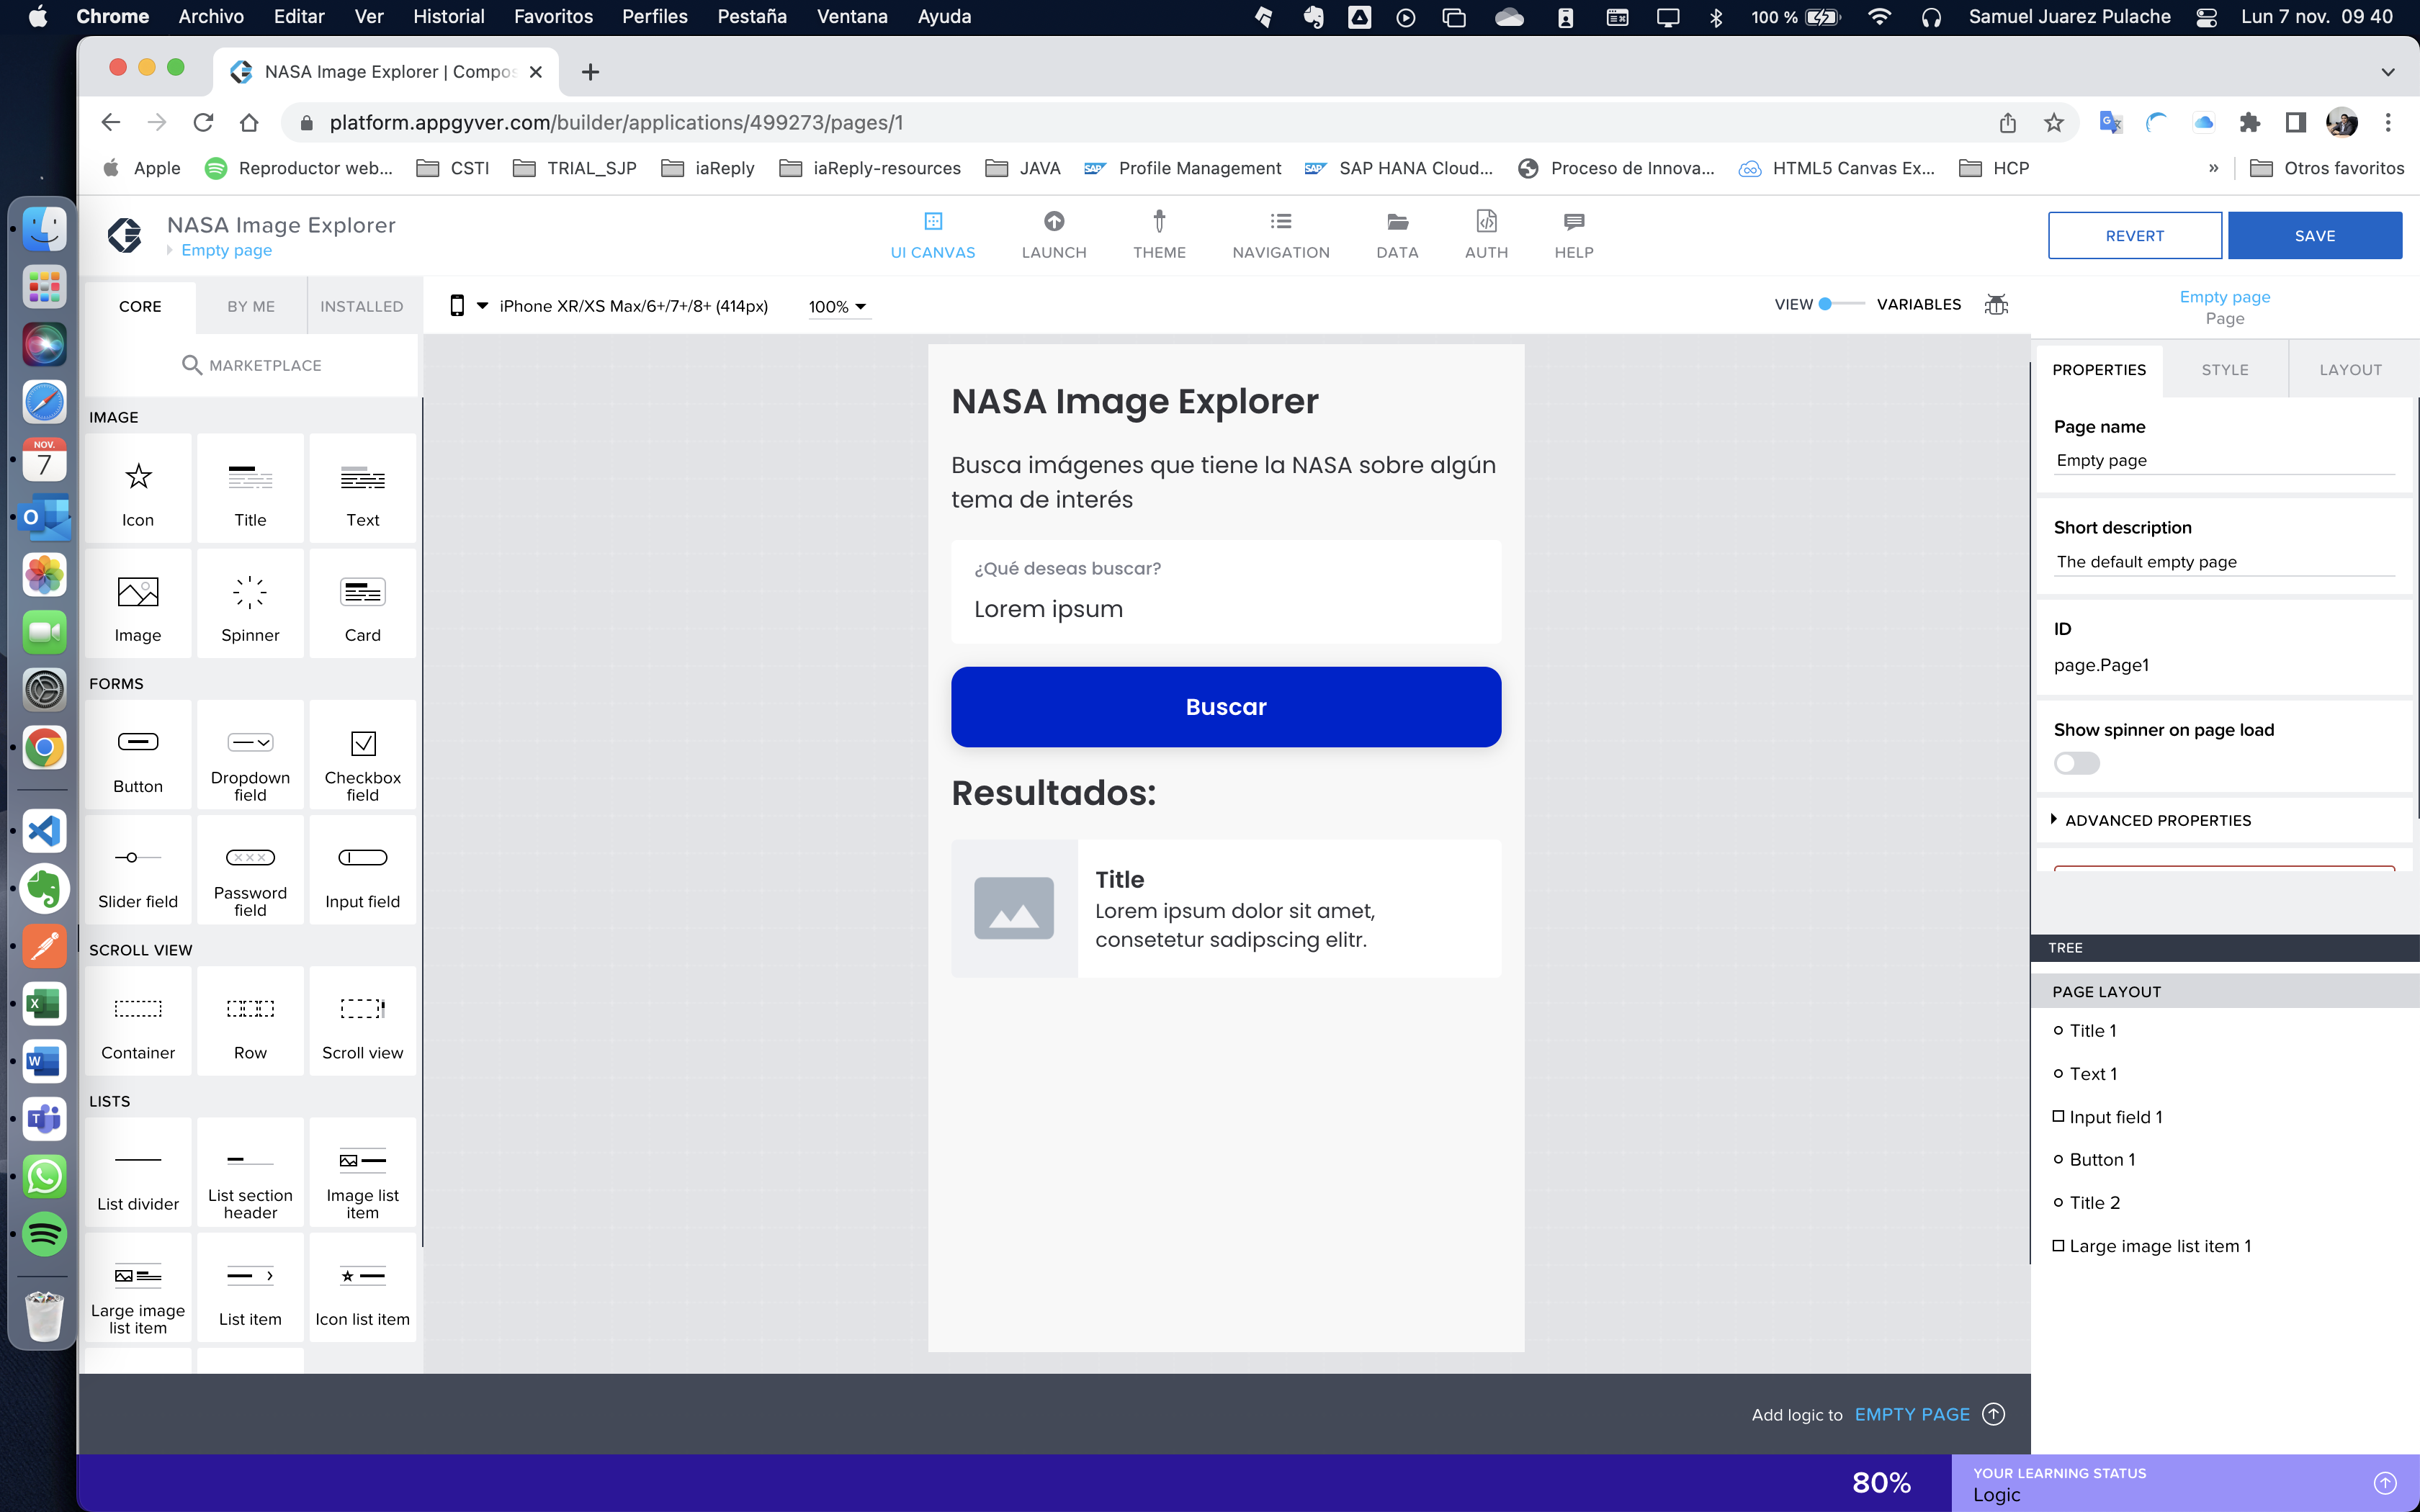 Chrome Archivo Editar Ver Historial Favoritos Perfiles Pestaña Ventana Ayuda 100 % Samuel Juarez Pulache Lun 7 nov. 09 40
NASA Image Explorer | Compos
platform.appgyver.com/builder/applications/499273/pages/1
Apple Reproductor web... CSTI TRIAL_SJP iaReply iaReply-resources JAVA SAP Profile Management SAP SAP HANA Cloud... Proceso de Innova... HTML5 Canvas Ex... HCP » Otros favoritos
NASA Image Explorer
Empty page
UI CANVAS LAUNCH THEME NAVIGATION DATA AUTH HELP
REVERT SAVE
CORE BY ME INSTALLED
MARKETPLACE
IMAGE
Icon Title Text
Image Spinner Card
FORMS
Button Dropdown field Checkbox field
Slider field Password field Input field
SCROLL VIEW
Container Row Scroll view
LISTS
List divider List section header Image list item
Large image list item List item Icon list item
iPhone XR/XS Max/6+/7+/8+ (414px) 100% VIEW VARIABLES
NASA Image Explorer
Busca imágenes que tiene la NASA sobre algún
tema de interés
¿Qué deseas buscar?
Lorem ipsum
Buscar
Resultados:
Title
Lorem ipsum dolor sit amet,
consetetur sadipscing elitr.
Add logic to EMPTY PAGE
Empty page
Page
PROPERTIES STYLE LAYOUT
Page name
Empty page
Short description
The default empty page
ID
page.Page1
Show spinner on page load
ADVANCED PROPERTIES
TREE
PAGE LAYOUT
Title 1
Text 1
Input field 1
Button 1
Title 2
Large image list item 1
80%
YOUR LEARNING STATUS
Logic
NOV.
7